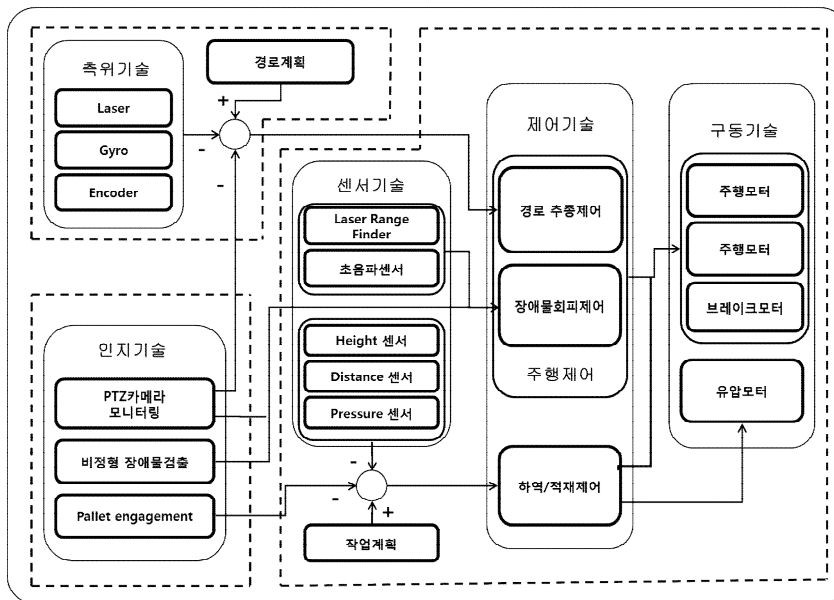 측위기술
Laser
Gyro
Encoder
경로계획
+
-
-
센서기술
Laser Range
Finder
초음파센서
Height 센서
Distance 센서
Pressure 센서
제어기술
경로 추종제어
장애물회피제어
주행제어
하역/적재제어
구동기술
주행모터
주행모터
브레이크모터
유압모터
인지기술
PTZ카메라
모니터링
비정형 장애물검출
Pallet engagement
-
-
+
작업계획